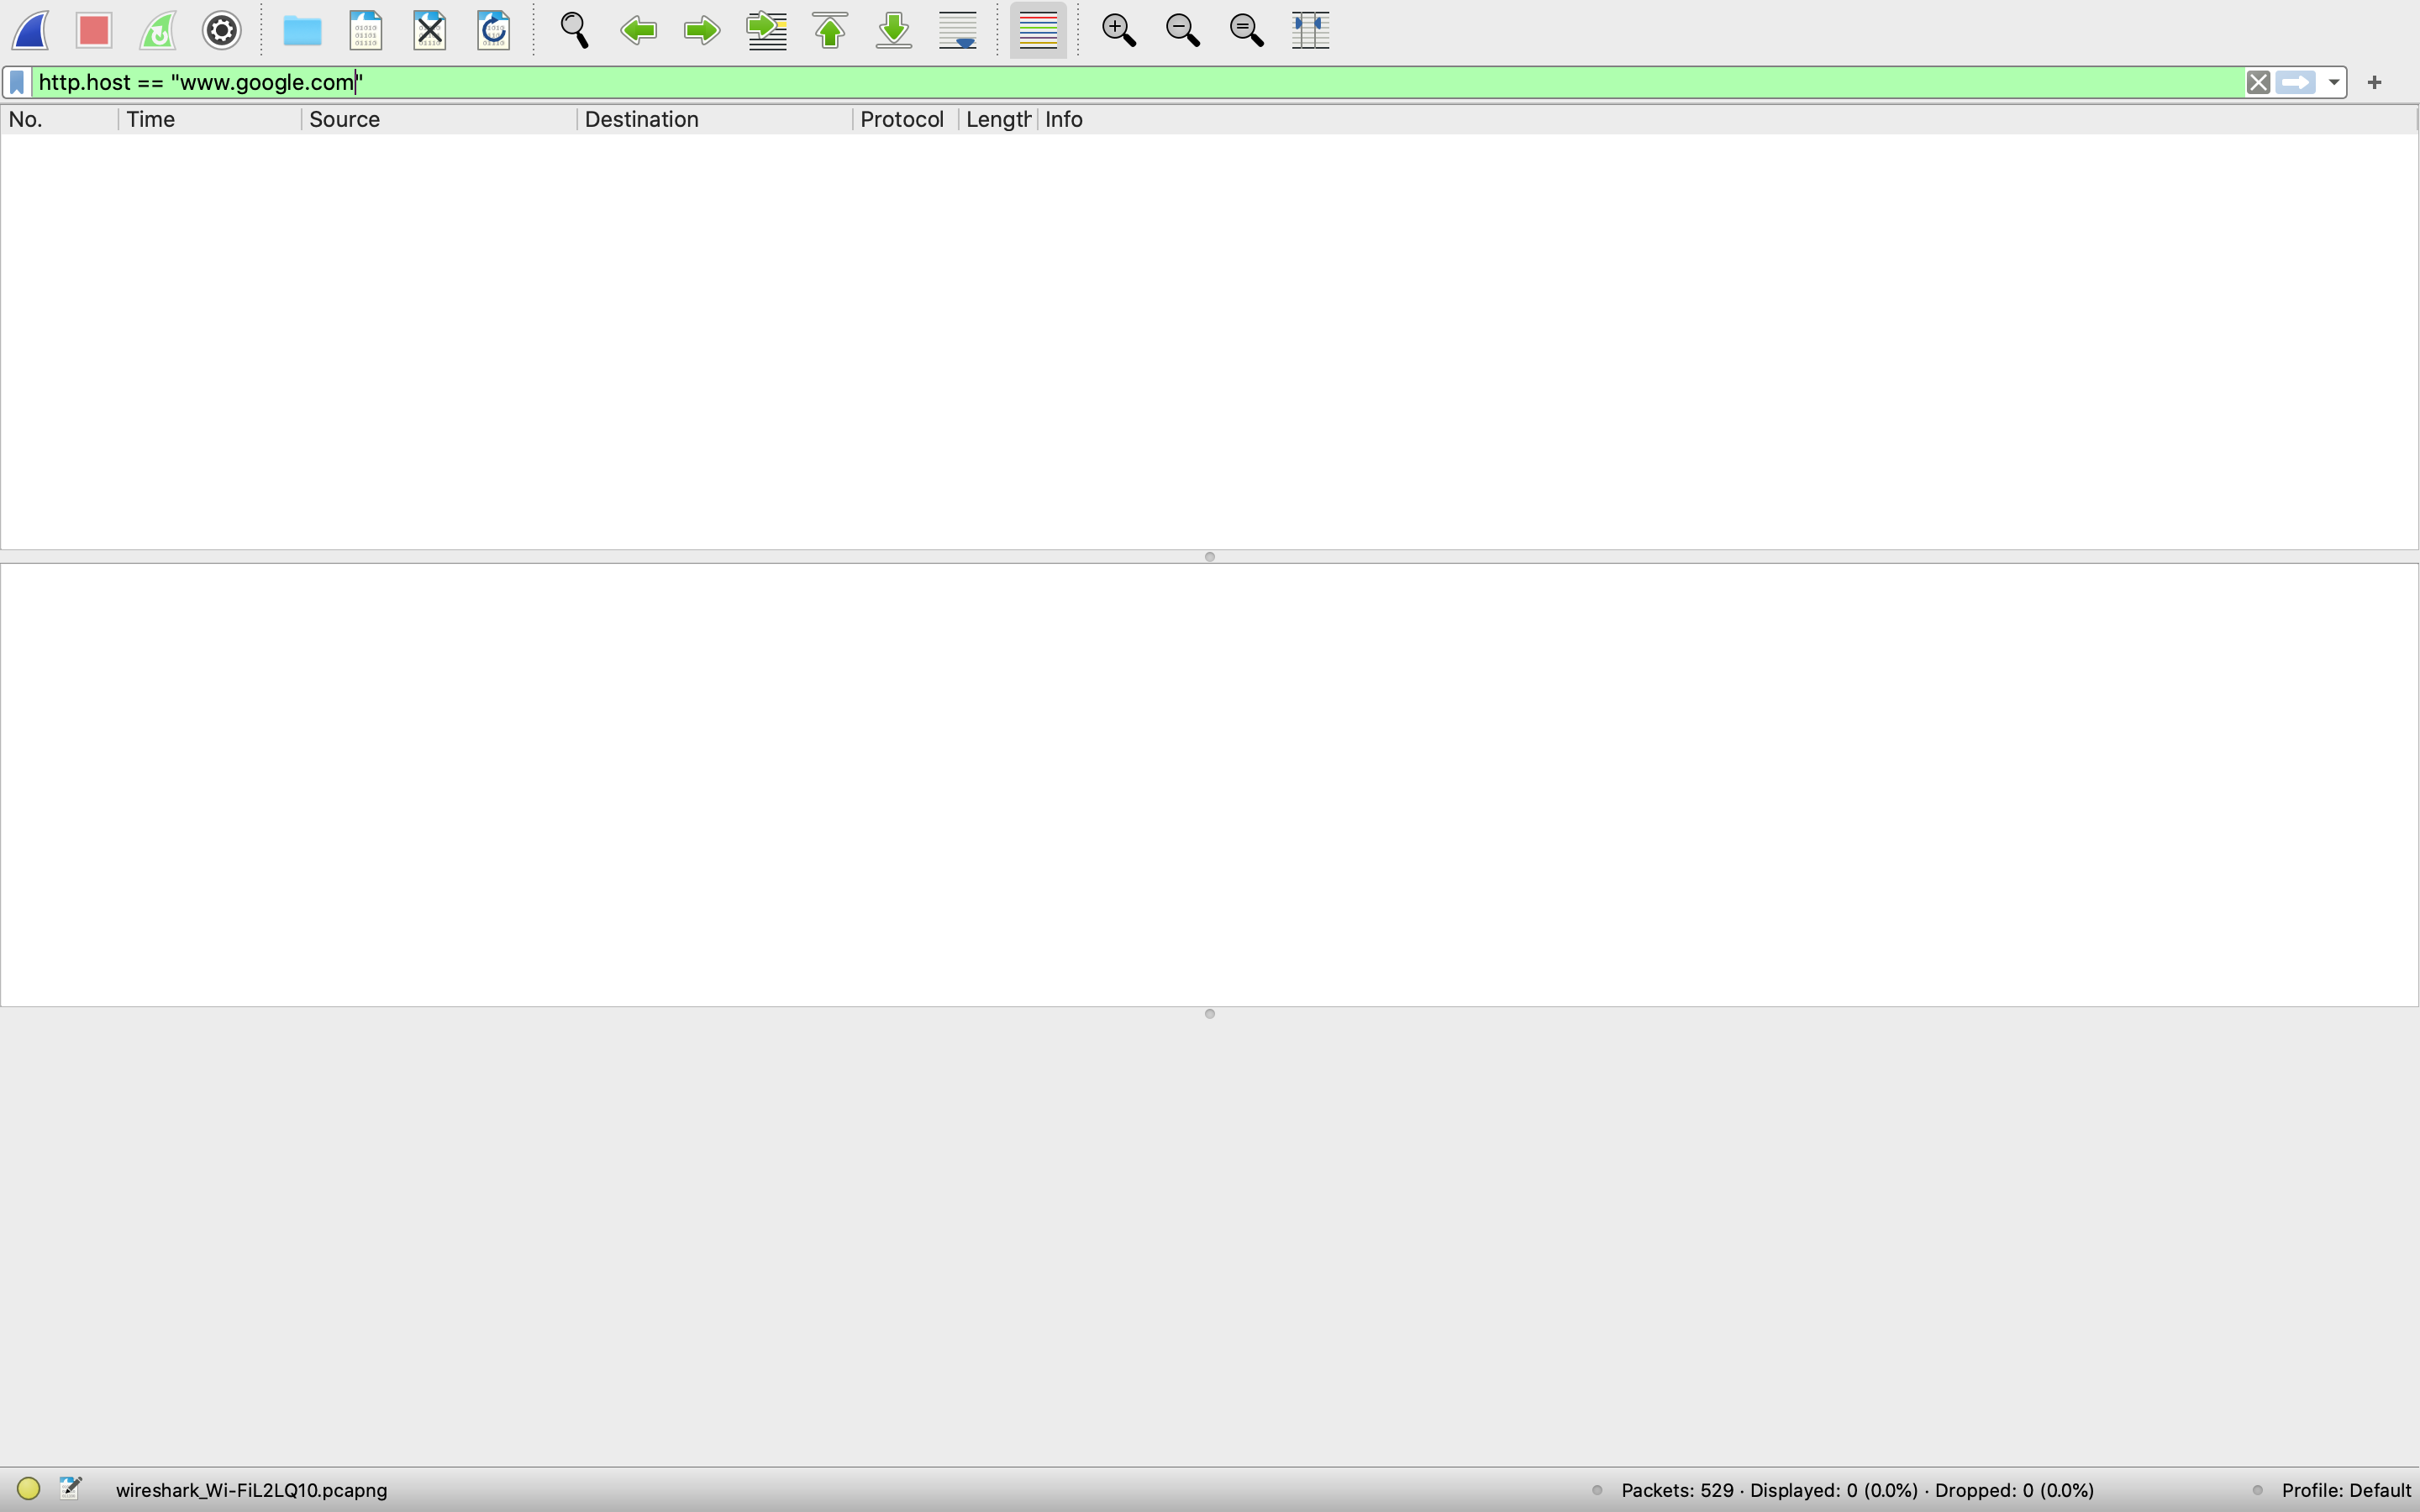 http.host == "www.google.com"
No. Time Source Destination Protocol Length Info
wireshark_Wi-FiL2LQ10.pcapng Packets: 529 · Displayed: 0 (0.0%) · Dropped: 0 (0.0%) Profile: Default